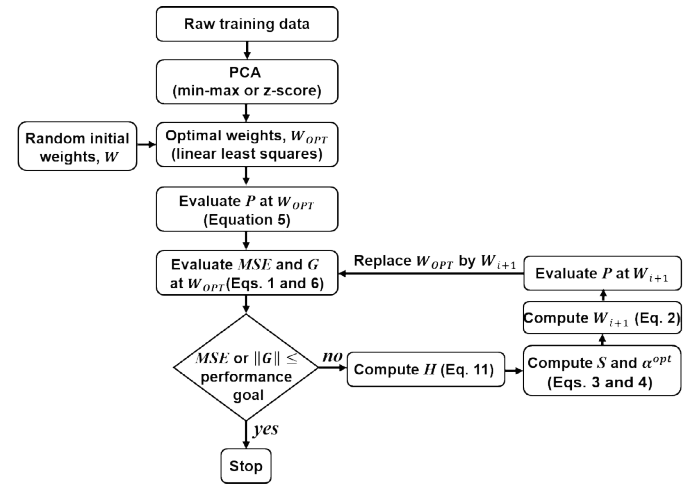 Raw training data
PCA
(min-max or z-score)
Random initial
weights, W
Optimal weights, W_OPT
(linear least squares)
Evaluate P at W_OPT
(Equation 5)
Evaluate MSE and G
at W_OPT(Eqs. 1 and 6)
Replace W_OPT by W_i+1
Evaluate P at W_i+1
Compute W_i+1 (Eq. 2)
MSE or ||G|| ≤
performance
goal
no
Compute H (Eq. 11)
Compute S and α^opt
(Eqs. 3 and 4)
yes
Stop